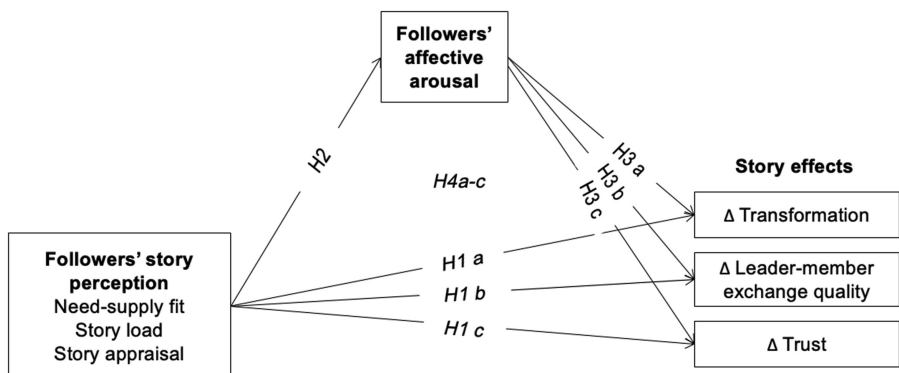 Followers'
affective
arousal
H2
H3 a
H3 b
H3 c
H4a-c
Story effects
Δ Transformation
Δ Leader-member
exchange quality
Δ Trust
Followers' story
perception
Need-supply fit
Story load
Story appraisal
H1 a
H1 b
H1 c